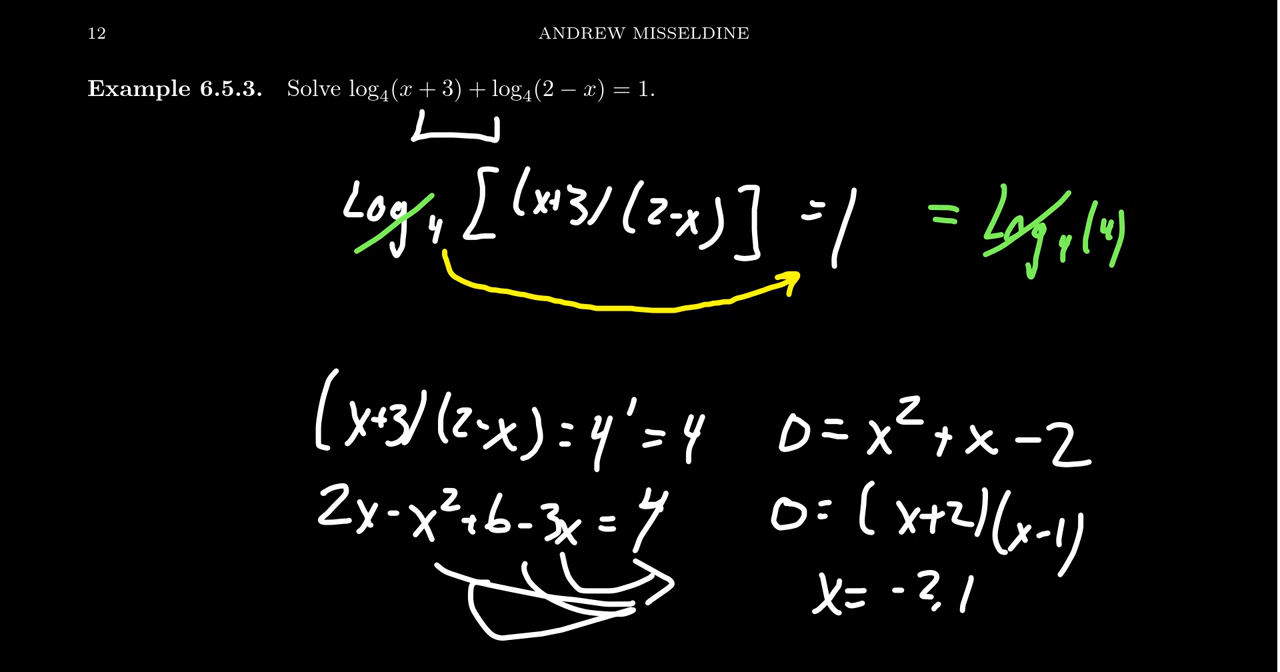 12 ANDREW MISSELDINE
Example 6.5.3. Solve log₄(x + 3) + log₄(2 − x) = 1.
Log₄ [(x+3)(2-x)] = 1 = Log₄(4)
(x+3)(2-x) = 4¹ = 4
2x - x² + 6 - 3x = 4
0 = x² + x - 2
0 = (x+2)(x-1)
x = -2, 1